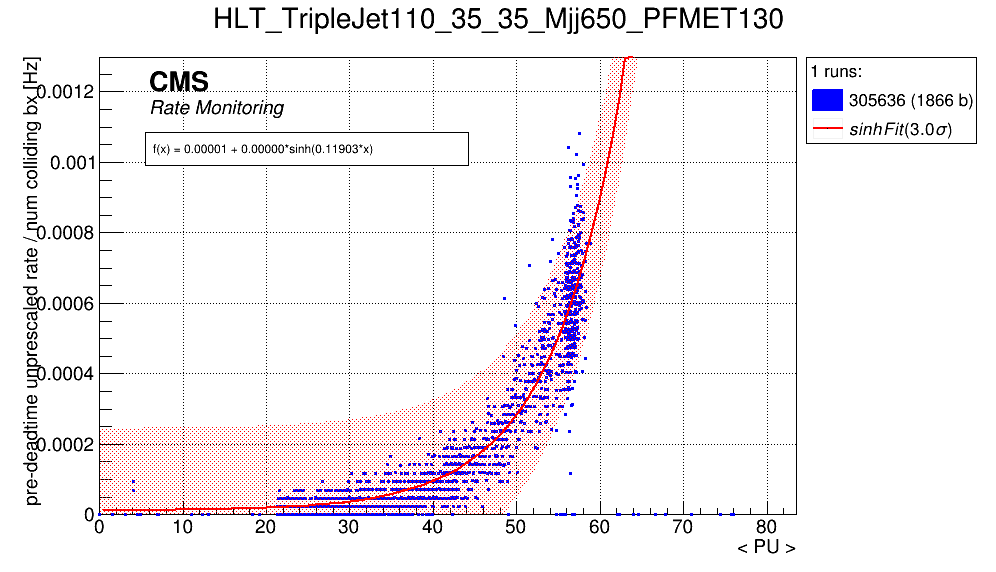 HLT_TripleJet110_35_35_Mjj650_PFMET130
pre-deadtime unprescaled rate / num colliding bx [Hz]
0.0012
0.001
0.0008
0.0006
0.0004
0.0002
0
CMS
Rate Monitoring
f(x) = 0.00001 + 0.00000*sinh(0.11903*x)
1 runs:
305636 (1866 b)
sinhFit(3.0σ)
0 10 20 30 40 50 60 70 80
< PU >